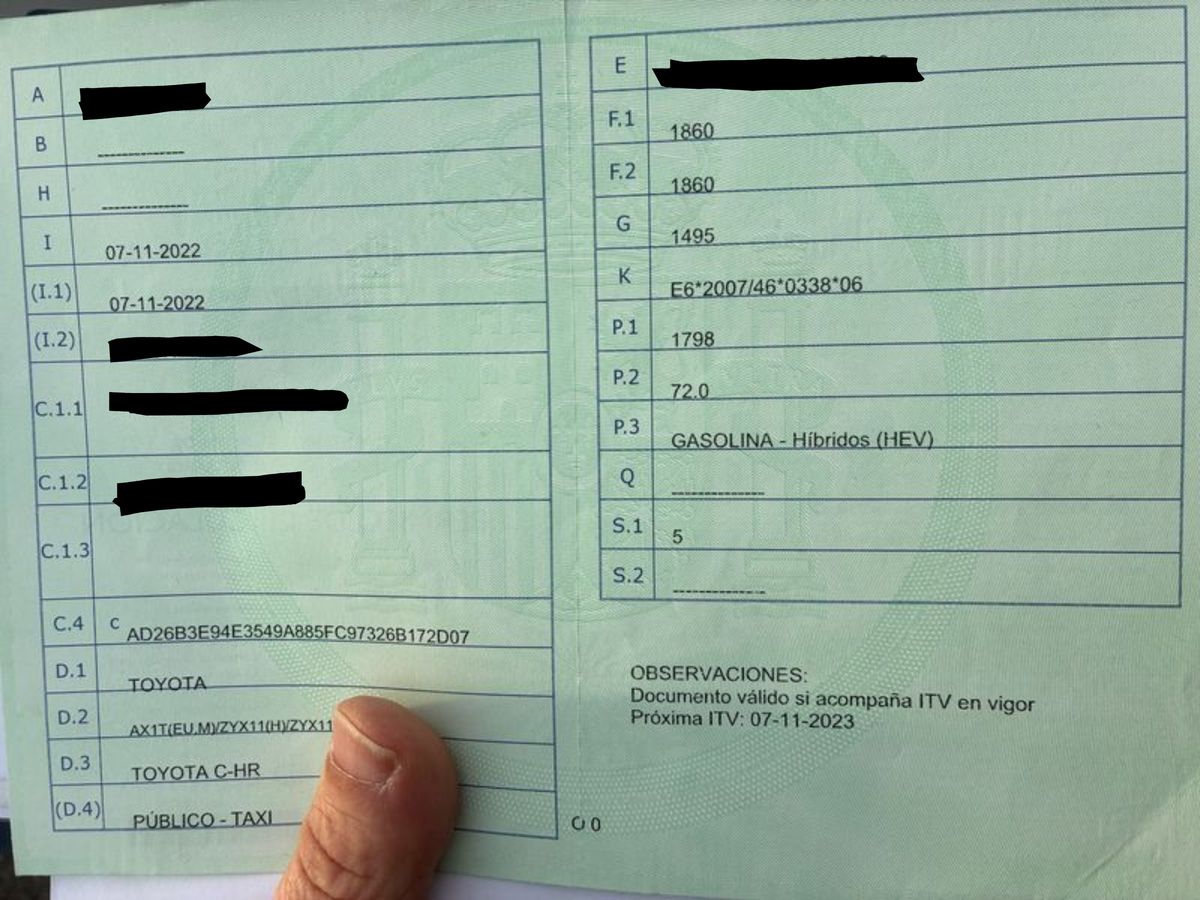 A
B --------------
H --------------
I 07-11-2022
(I.1) 07-11-2022
(I.2)
C.1.1
C.1.2
C.1.3
C.4 C AD26B3E94E3549A885FC97326B172D07
D.1 TOYOTA
D.2 AX1T(EU,M)/ZYX11(H)/ZYX11
D.3 TOYOTA C-HR
(D.4) PÚBLICO - TAXI
E
F.1 1860
F.2 1860
G 1495
K E6*2007/46*0338*06
P.1 1798
P.2 72.0
P.3 GASOLINA - Híbridos (HEV)
Q --------------
S.1 5
S.2 --------------
OBSERVACIONES:
Documento válido si acompaña ITV en vigor
Próxima ITV: 07-11-2023
0